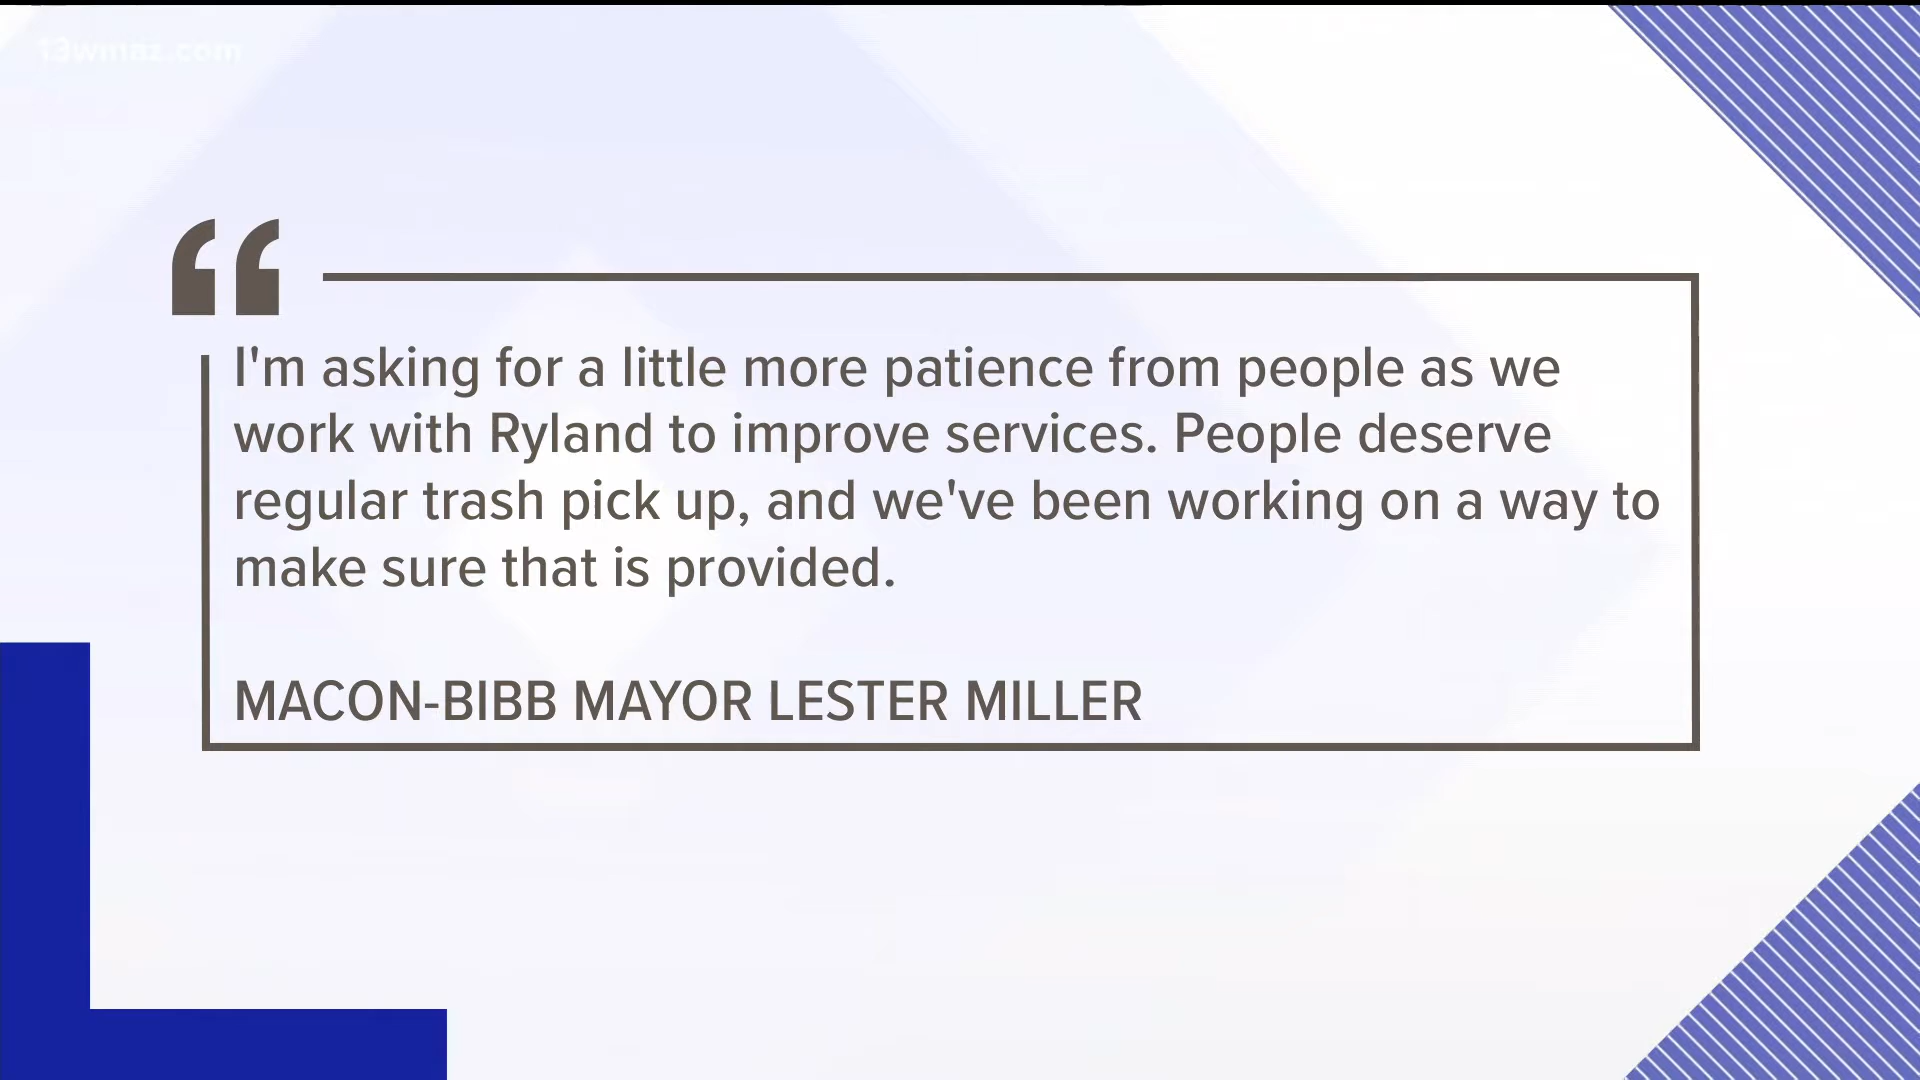 13wmaz.com
I'm asking for a little more patience from people as we
work with Ryland to improve services. People deserve
regular trash pick up, and we've been working on a way to
make sure that is provided.
MACON-BIBB MAYOR LESTER MILLER